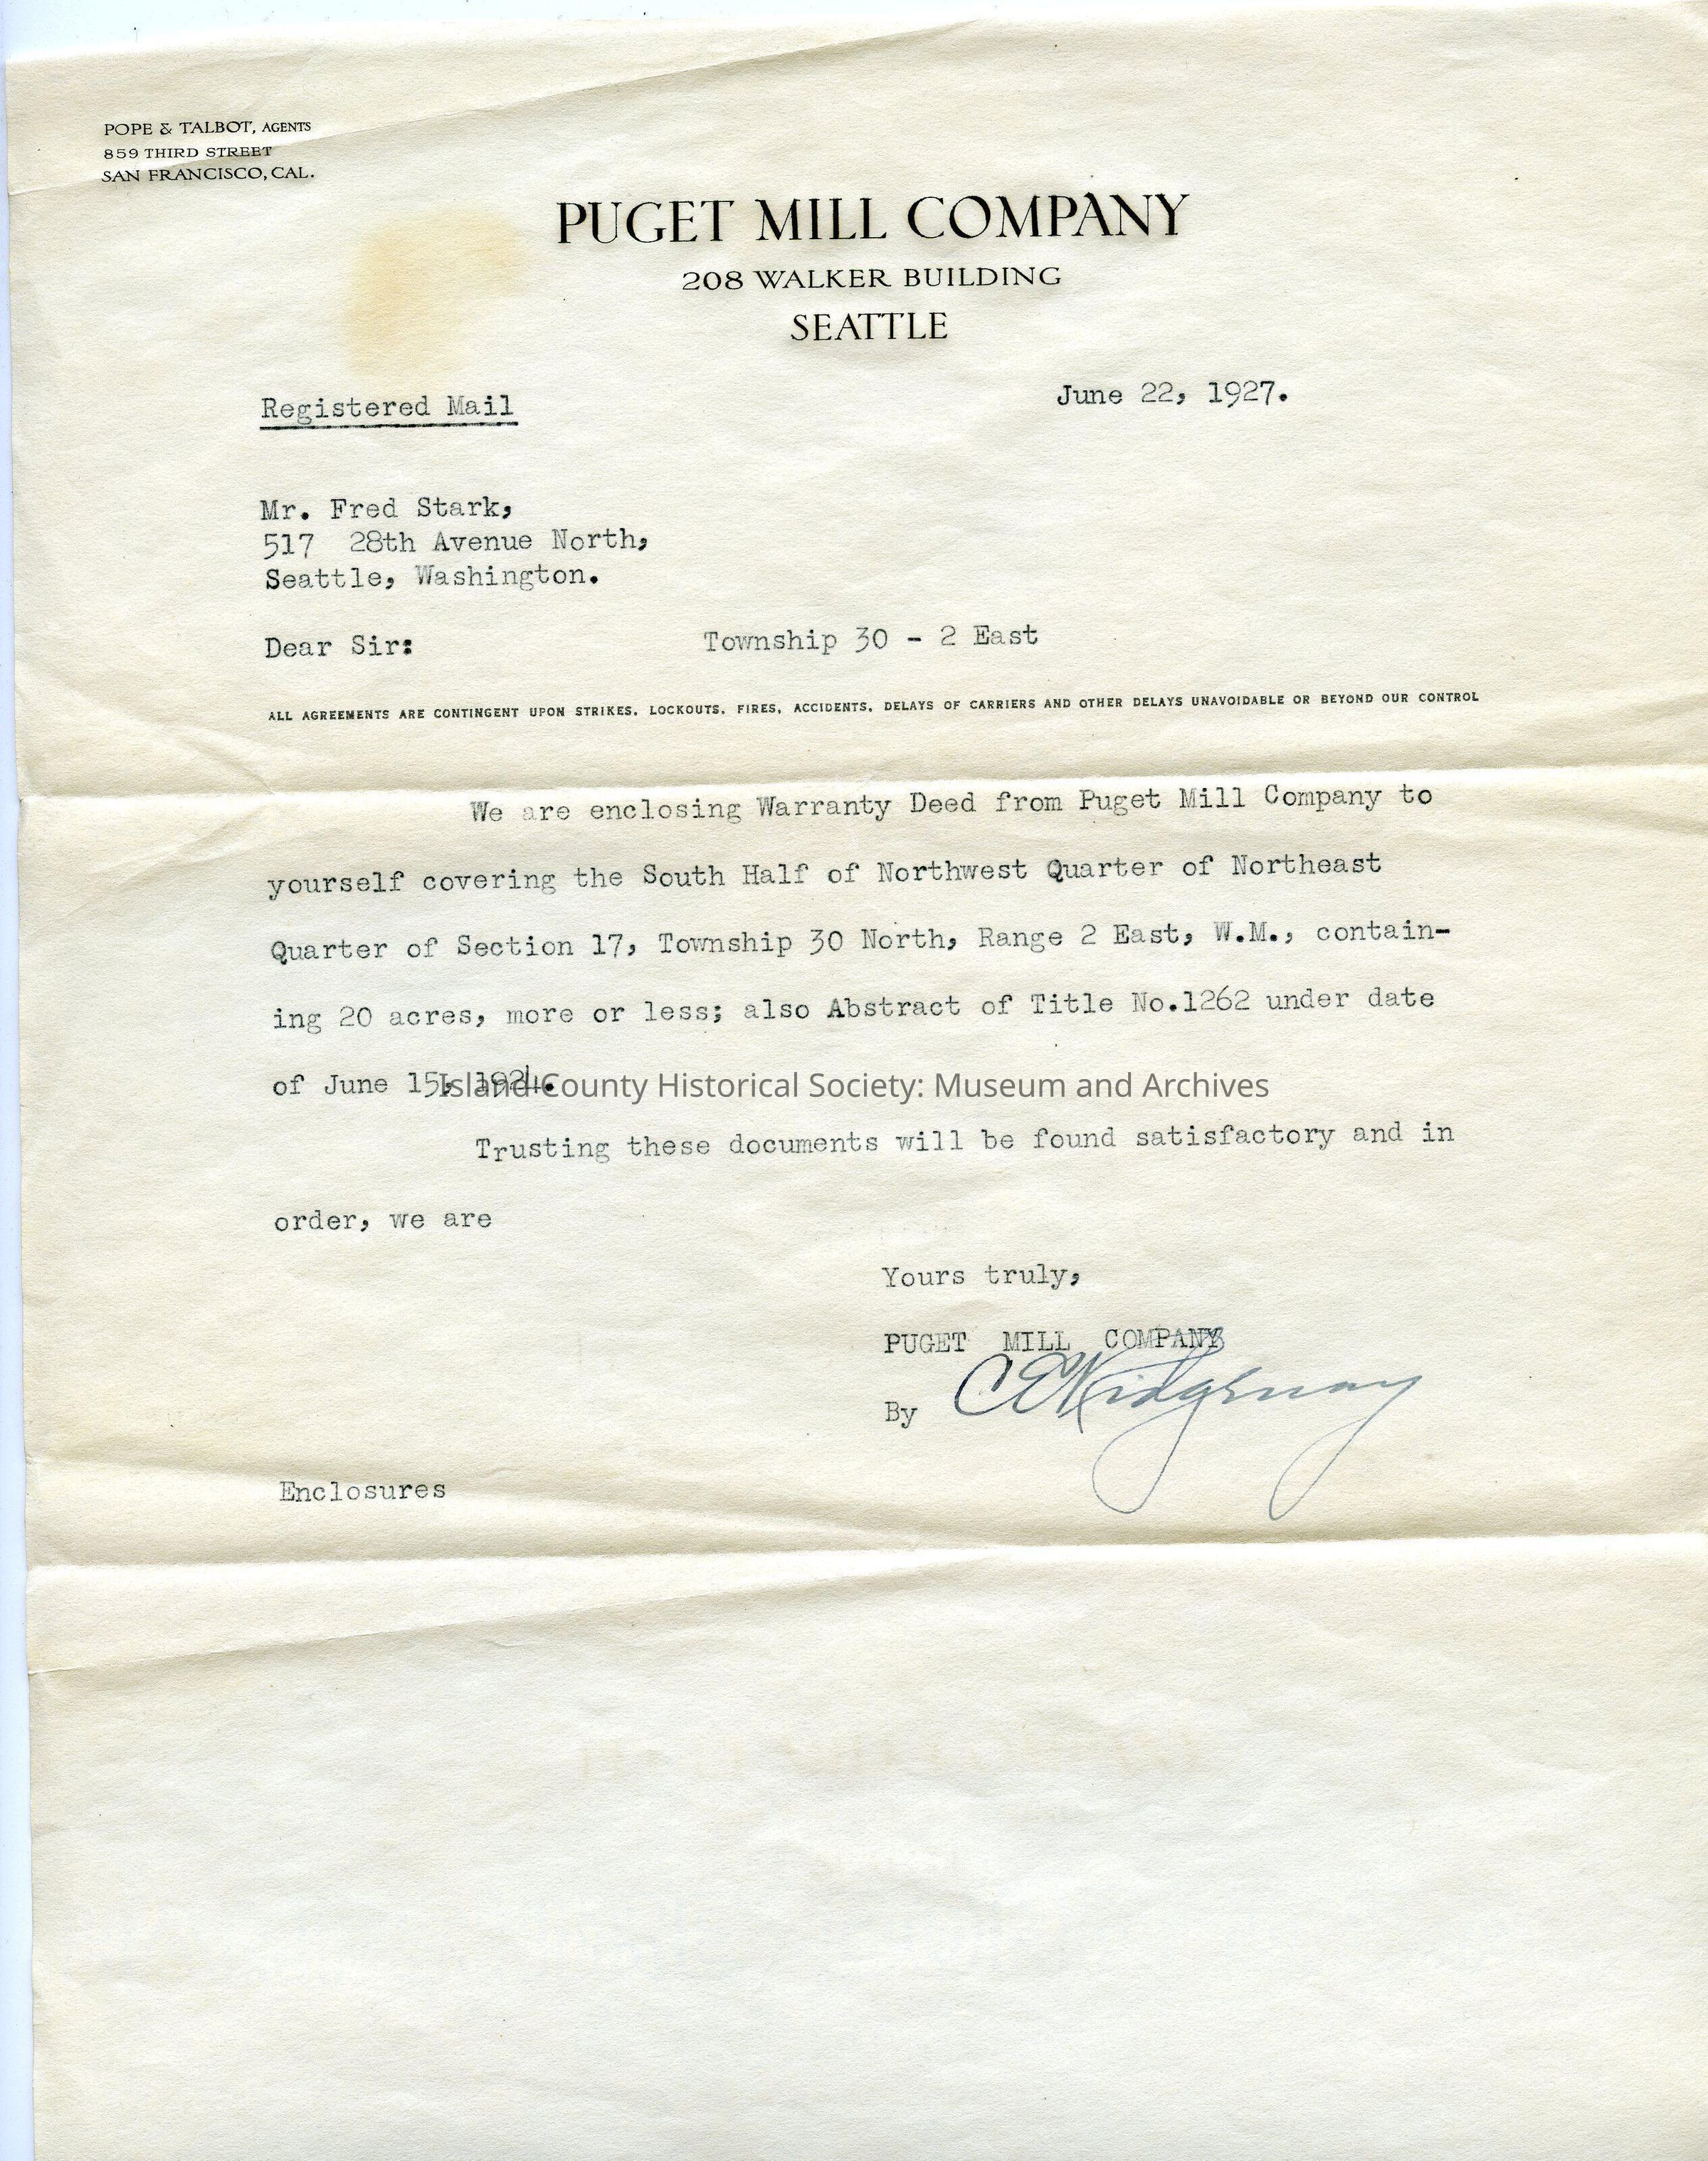 POPE & TALBOT, AGENTS
859 THIRD STREET
SAN FRANCISCO, CAL.
PUGET MILL COMPANY
208 WALKER BUILDING
SEATTLE
Registered Mail
June 22, 1927.
Mr. Fred Stark,
517 28th Avenue North,
Seattle, Washington.
Dear Sir: Township 30 - 2 East
ALL AGREEMENTS ARE CONTINGENT UPON STRIKES, LOCKOUTS, FIRES, ACCIDENTS, DELAYS OF CARRIERS AND OTHER DELAYS UNAVOIDABLE OR BEYOND OUR CONTROL
We are enclosing Warranty Deed from Puget Mill Company to
yourself covering the South Half of Northwest Quarter of Northeast
Quarter of Section 17, Township 30 North, Range 2 East, W.M., contain-
ing 20 acres, more or less; also Abstract of Title No.1262 under date
of June 15, 1924.
Island County Historical Society: Museum and Archives
Trusting these documents will be found satisfactory and in
order, we are
Yours truly,
PUGET MILL COMPANY
By C E Ridgeway
Enclosures